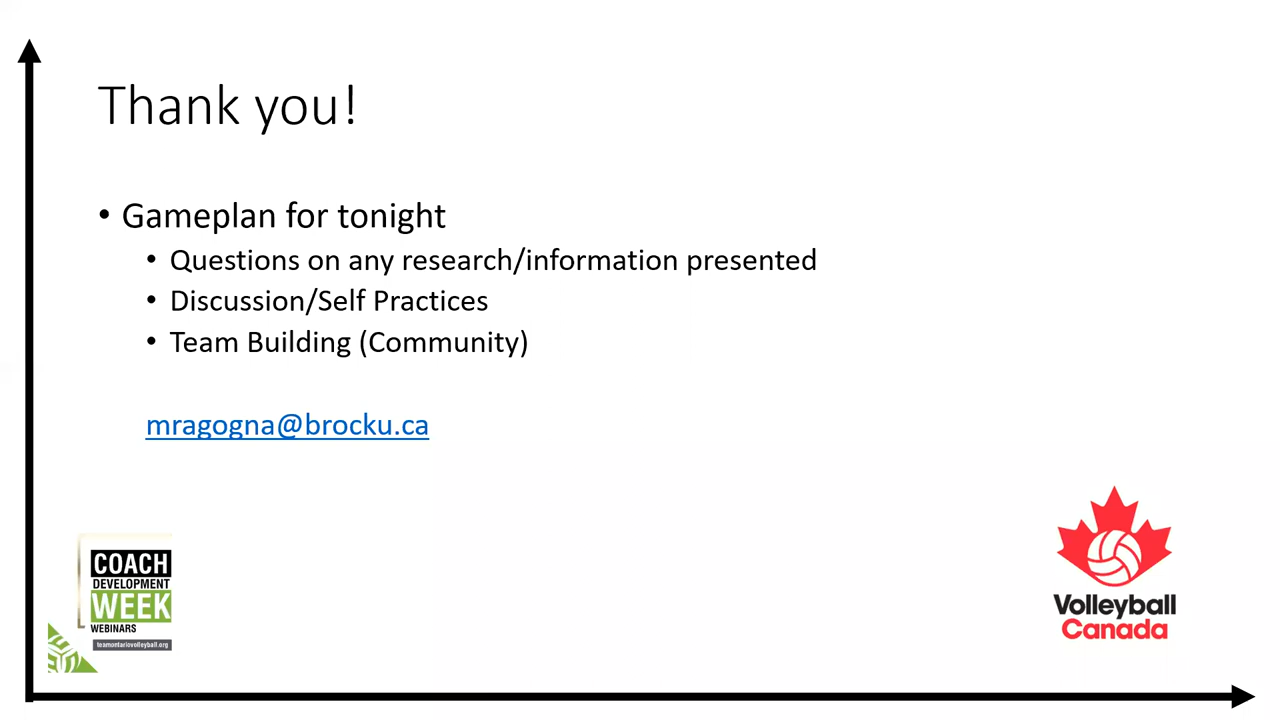 Thank you!
• Gameplan for tonight
• Questions on any research/information presented
• Discussion/Self Practices
• Team Building (Community)
mragogna@brocku.ca
COACH
DEVELOPMENT
WEEK
WEBINARS
teamontariovolleyball.org
Volleyball
Canada